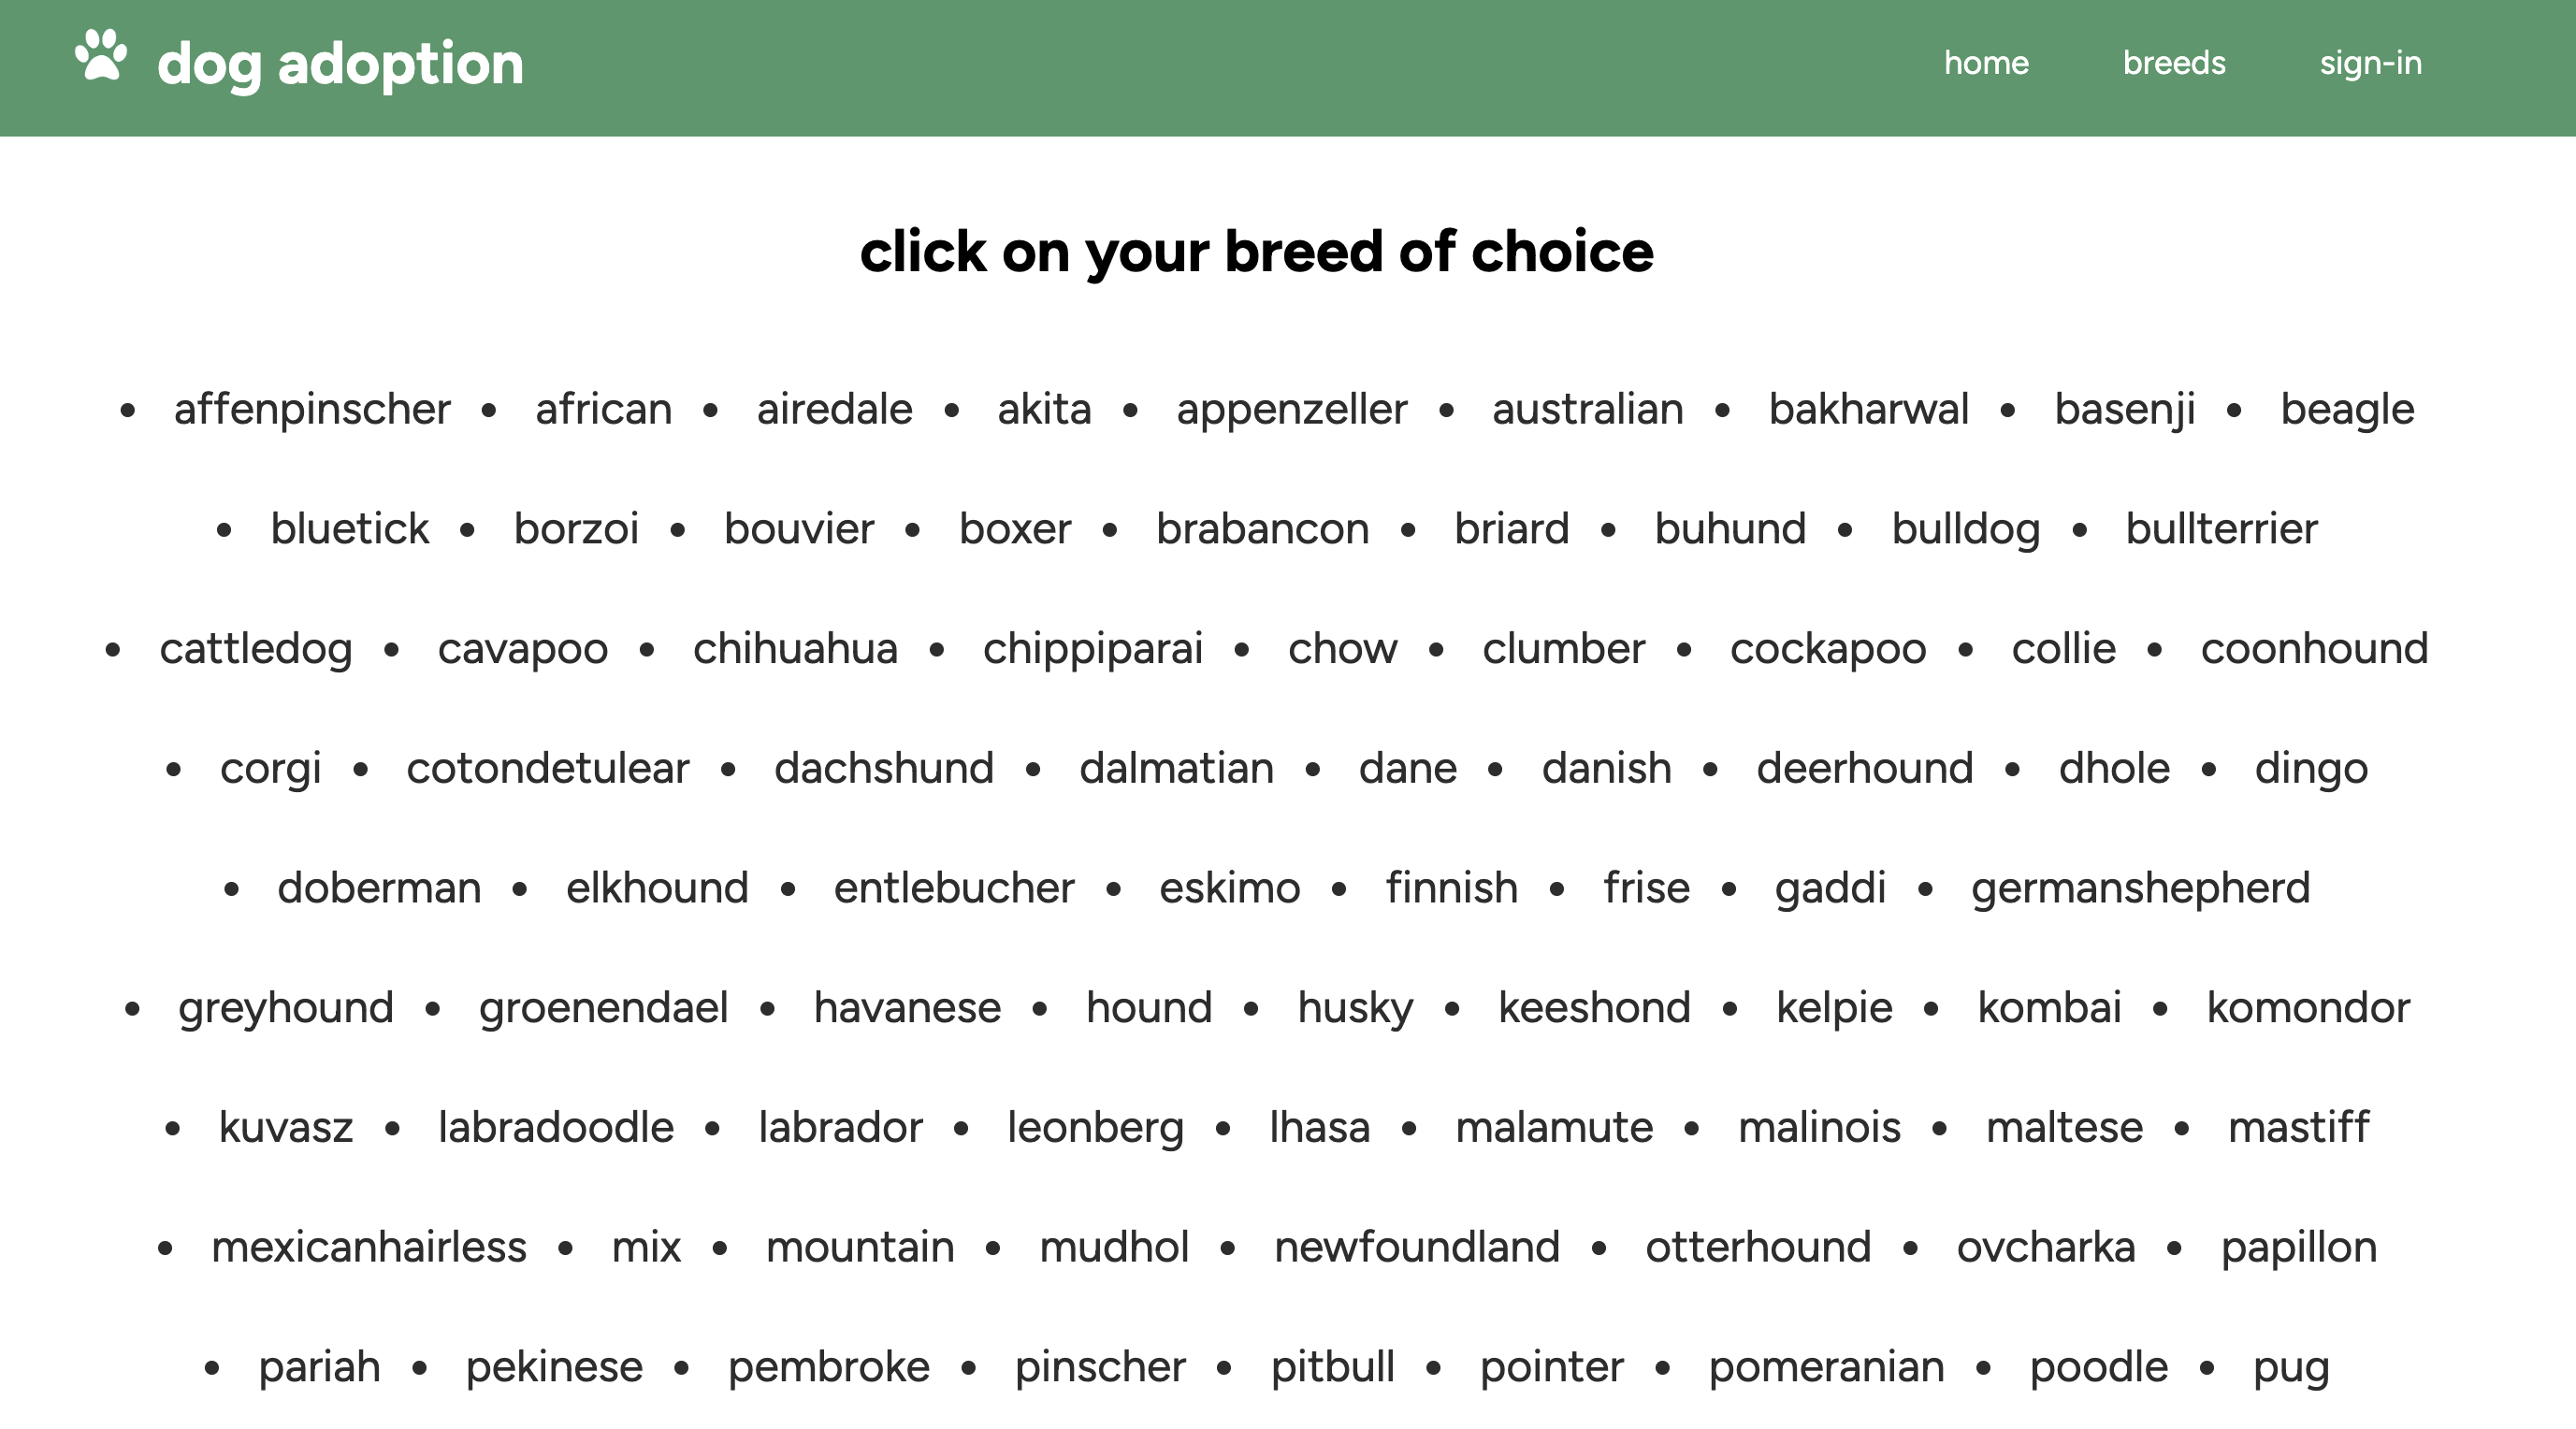 dog adoption home breeds sign-in
click on your breed of choice
• affenpinscher • african • airedale • akita • appenzeller • australian • bakharwal • basenji • beagle
• bluetick • borzoi • bouvier • boxer • brabancon • briard • buhund • bulldog • bullterrier
• cattledog • cavapoo • chihuahua • chippiparai • chow • clumber • cockapoo • collie • coonhound
• corgi • cotondetulear • dachshund • dalmatian • dane • danish • deerhound • dhole • dingo
• doberman • elkhound • entlebucher • eskimo • finnish • frise • gaddi • germanshepherd
• greyhound • groenendael • havanese • hound • husky • keeshond • kelpie • kombai • komondor
• kuvasz • labradoodle • labrador • leonberg • lhasa • malamute • malinois • maltese • mastiff
• mexicanhairless • mix • mountain • mudhol • newfoundland • otterhound • ovcharka • papillon
• pariah • pekinese • pembroke • pinscher • pitbull • pointer • pomeranian • poodle • pug